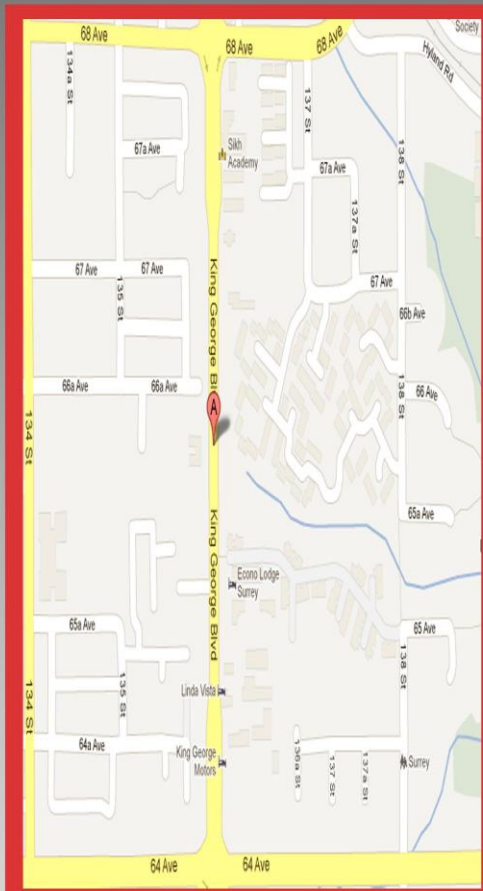 Society
68 Ave
68 Ave
68 Ave
Hyland Rd
134a St
137 St
138 St
67a Ave
Sikh
Academy
67a Ave
137a St
67 Ave
67 Ave
King George Bl
67 Ave
135 St
66b Ave
66a Ave
66a Ave
66 Ave
138 St
A
134 St
65a Ave
King George Blvd
Econo Lodge
Surrey
65a Ave
65 Ave
138 St
134 St
135 St
Linda Vista
64a Ave
King George
Motors
136a St
137 St
137a St
Surrey
64 Ave
64 Ave